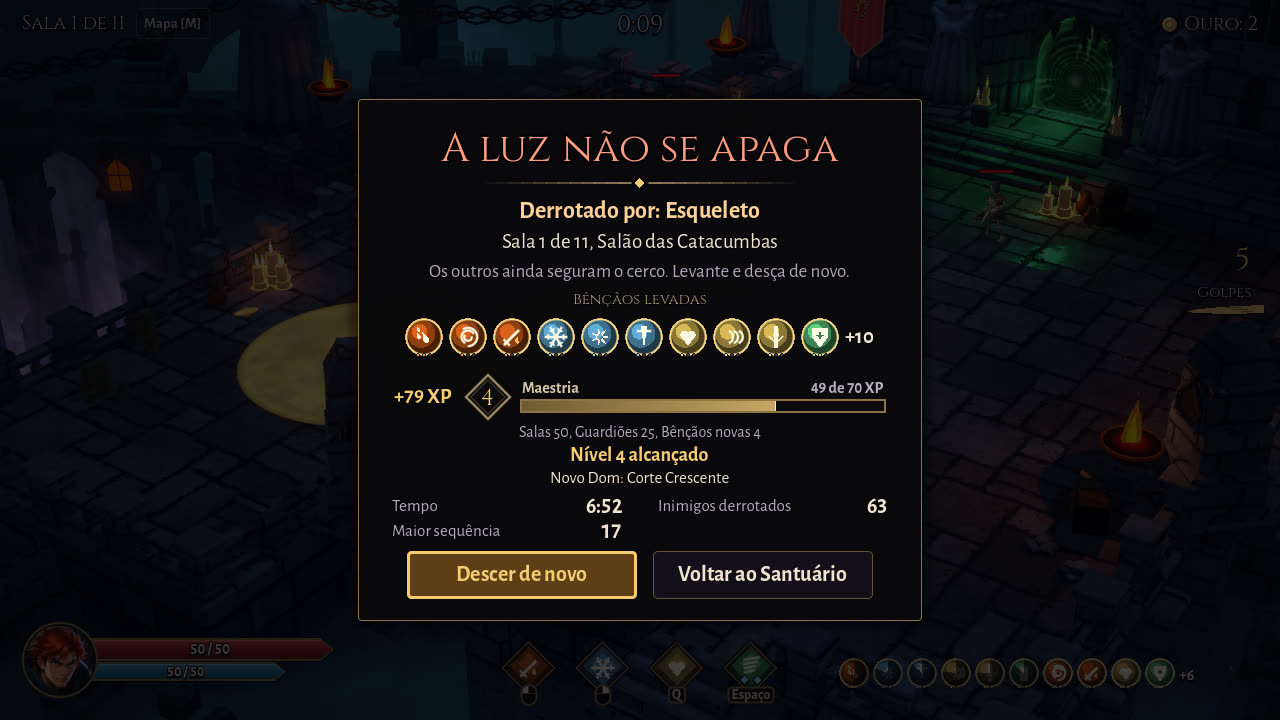 Sala 1 de 11 Mapa [M]
0:09
Ouro: 2
A luz não se apaga
Derrotado por: Esqueleto
Sala 1 de 11, Salão das Catacumbas
Os outros ainda seguram o cerco. Levante e desça de novo.
Bênçãos levadas
+10
5
Golpes
+79 XP
4
Maestria
49 de 70 XP
Salas 50, Guardiões 25, Bênçãos novas 4
Nível 4 alcançado
Novo Dom: Corte Crescente
Tempo 6:52
Inimigos derrotados 63
Maior sequência 17
Descer de novo
Voltar ao Santuário
50/50
50/50
Q
Espaço
+6